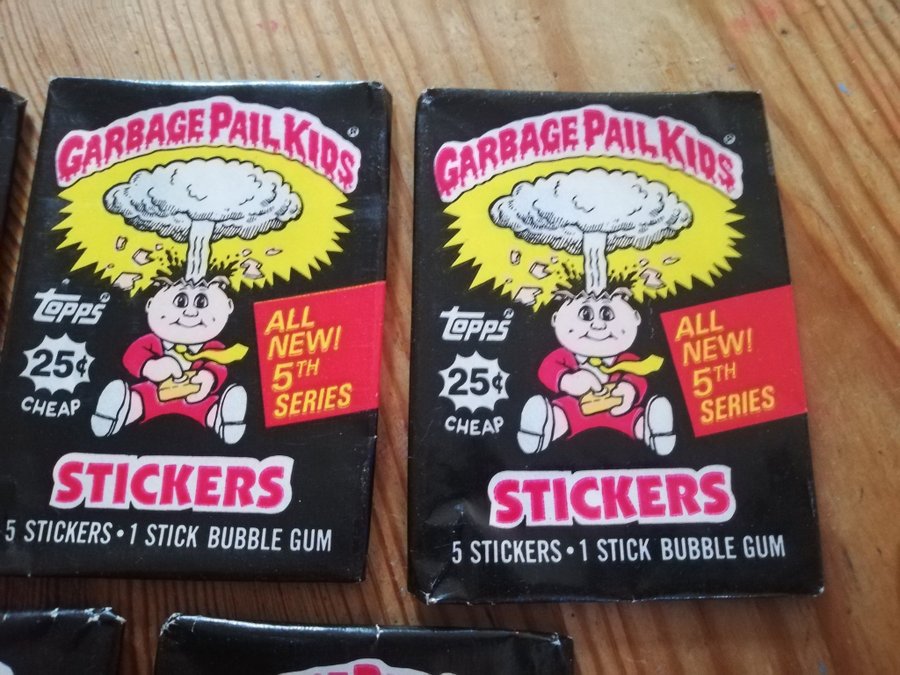 GARBAGE PAIL KIDS ®
topps ®
25¢
CHEAP
ALL
NEW!
5TH
SERIES
STICKERS
5 STICKERS • 1 STICK BUBBLE GUM
GARBAGE PAIL KIDS ®
topps ®
25¢
CHEAP
ALL
NEW!
5TH
SERIES
STICKERS
5 STICKERS • 1 STICK BUBBLE GUM